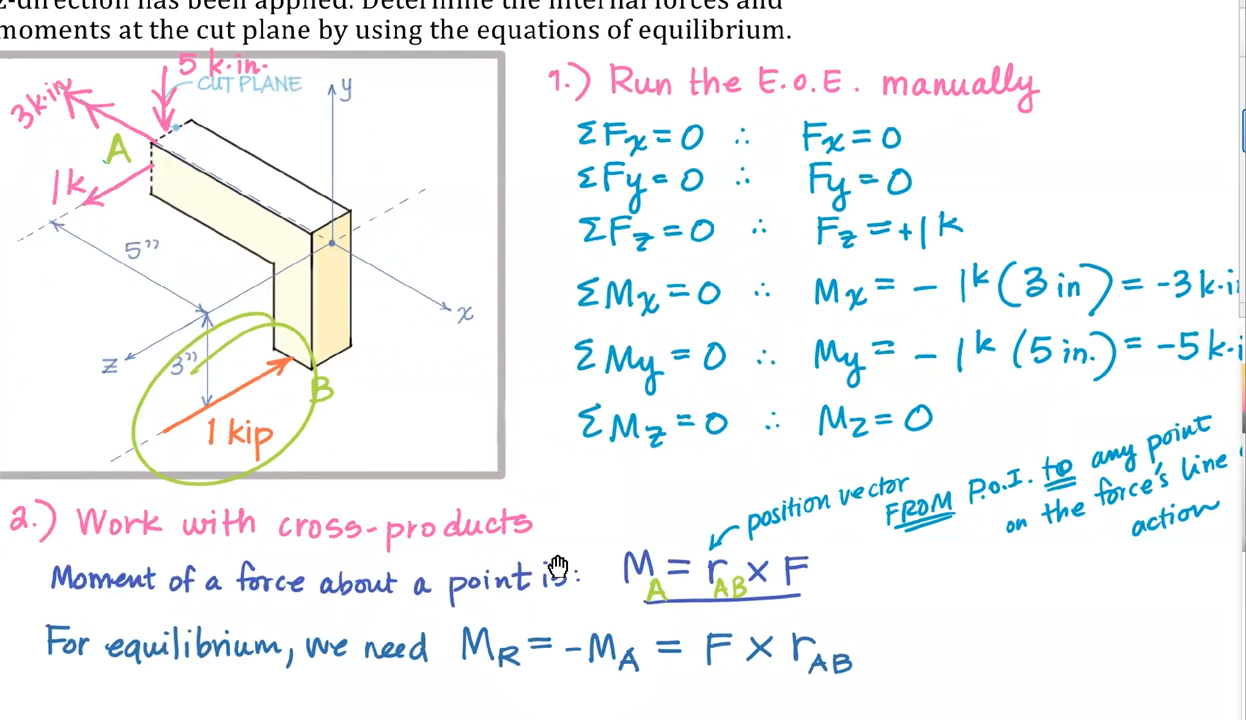 z-direction has been applied. Determine the internal forces and
moments at the cut plane by using the equations of equilibrium.
5 k·in.
CUT PLANE
3k·in
A
1k
y
5"
x
z
3"
B
1 kip
1.) Run the E.O.E. manually
ΣFx = 0 ∴ Fx = 0
ΣFy = 0 ∴ Fy = 0
ΣFz = 0 ∴ Fz = +1k
ΣMx = 0 ∴ Mx = - 1k (3 in) = -3 k·i
ΣMy = 0 ∴ My = - 1k (5 in.) = -5 k·i
ΣMz = 0 ∴ Mz = 0
2.) Work with cross-products
position vector
FROM P.O.I. to any point
on the force's line
action
Moment of a force about a point is: MA = rAB × F
For equilibrium, we need MR = -MA = F × rAB